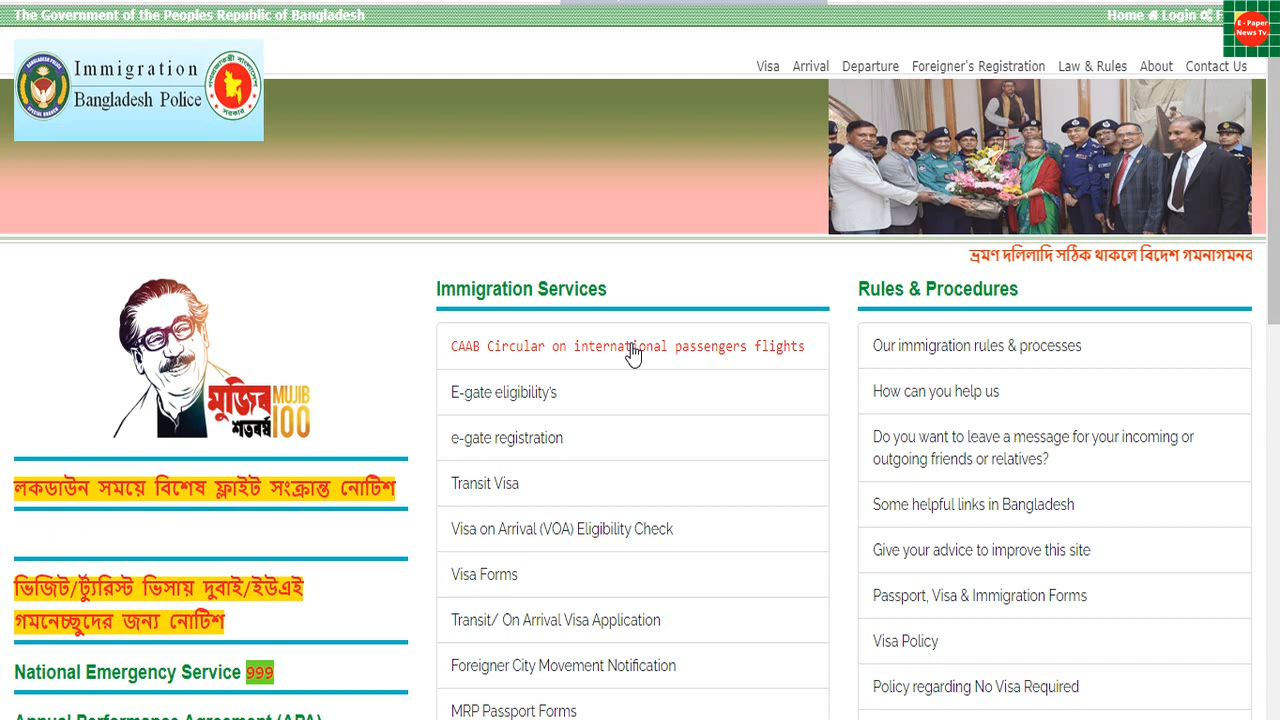 The Government of the Peoples Republic of Bangladesh
Home Login F
E - Paper
News Tv
Immigration
Bangladesh Police
Visa Arrival Departure Foreigner's Registration Law & Rules About Contact Us
ভ্রমণ দলিলাদি সঠিক থাকলে বিদেশ গমনাগমনব
মুজিব
শতবর্ষ
MUJIB
100
লকডাউন সময়ে বিশেষ ফ্লাইট সংক্রান্ত নোটিশ
ভিজিট/ট্যুরিস্ট ভিসায় দুবাই/ইউএই
গমনেচ্ছুদের জন্য নোটিশ
National Emergency Service 999
Annual Performance Agreement (APA)
Immigration Services
CAAB Circular on international passengers flights
E-gate eligibility's
e-gate registration
Transit Visa
Visa on Arrival (VOA) Eligibility Check
Visa Forms
Transit/ On Arrival Visa Application
Foreigner City Movement Notification
MRP Passport Forms
Rules & Procedures
Our immigration rules & processes
How can you help us
Do you want to leave a message for your incoming or
outgoing friends or relatives?
Some helpful links in Bangladesh
Give your advice to improve this site
Passport, Visa & Immigration Forms
Visa Policy
Policy regarding No Visa Required